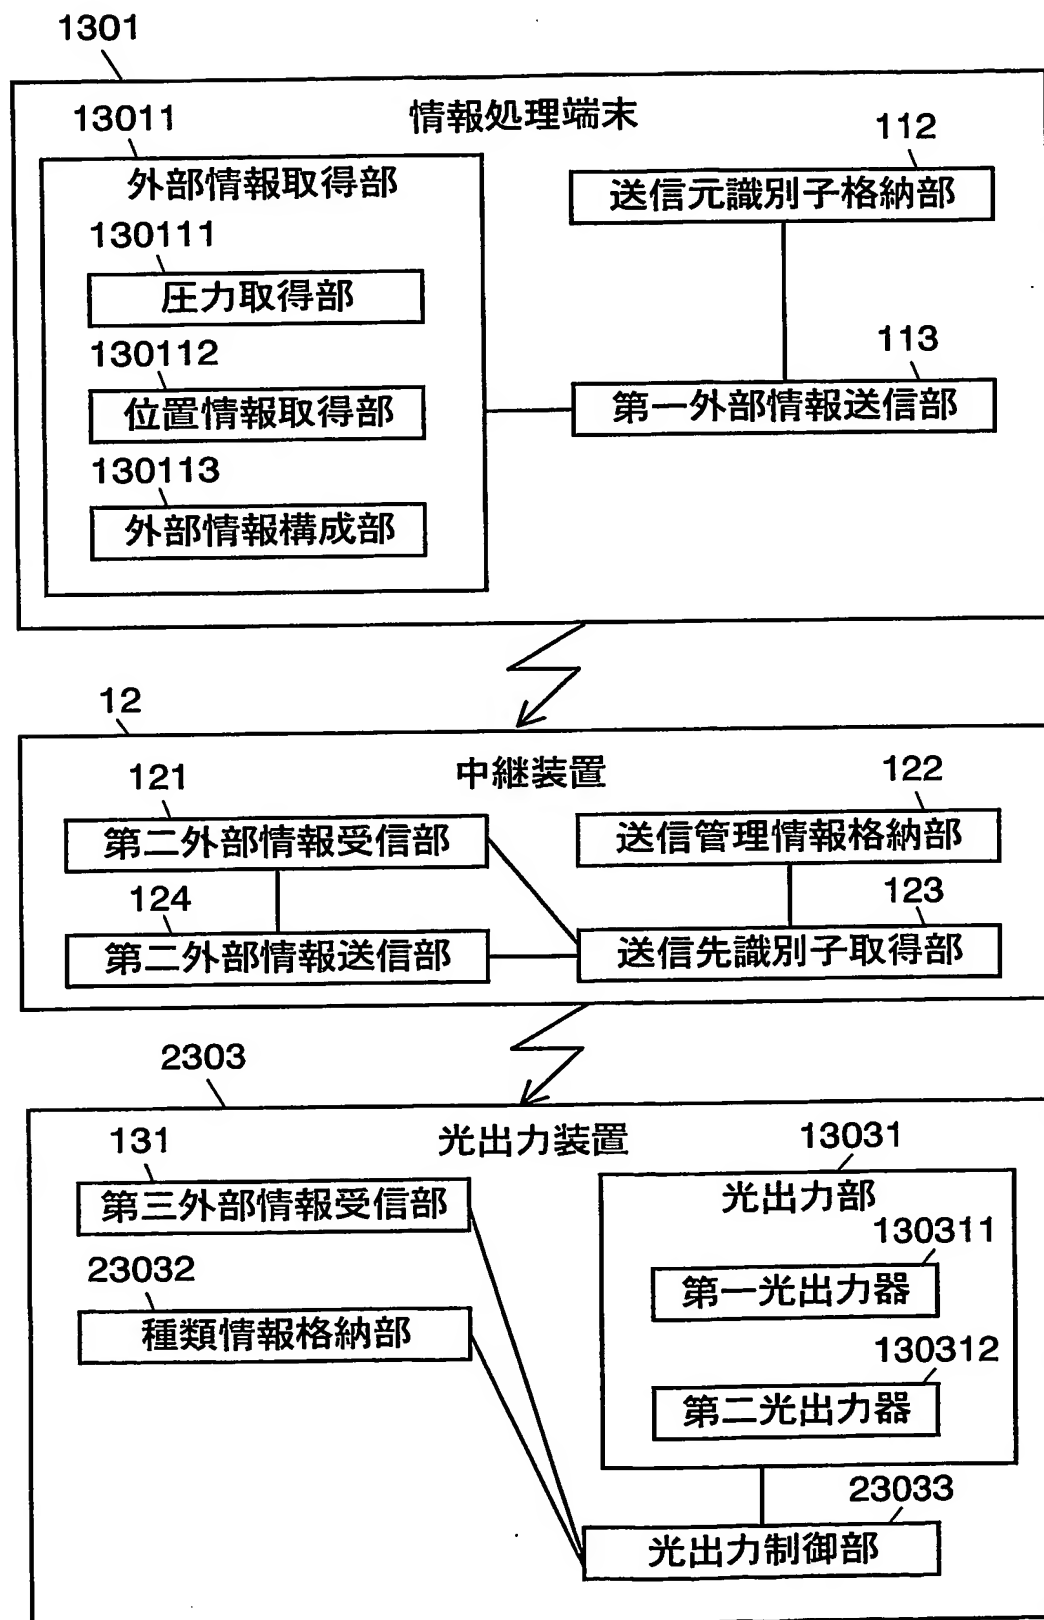 1301
情報処理端末
13011
外部情報取得部
130111
圧力取得部
130112
位置情報取得部
130113
外部情報構成部
112
送信元識別子格納部
113
第一外部情報送信部
12
中継装置
121
第二外部情報受信部
122
送信管理情報格納部
124
第二外部情報送信部
123
送信先識別子取得部
2303
光出力装置
131
第三外部情報受信部
23032
種類情報格納部
13031
光出力部
130311
第一光出力器
130312
第二光出力器
23033
光出力制御部